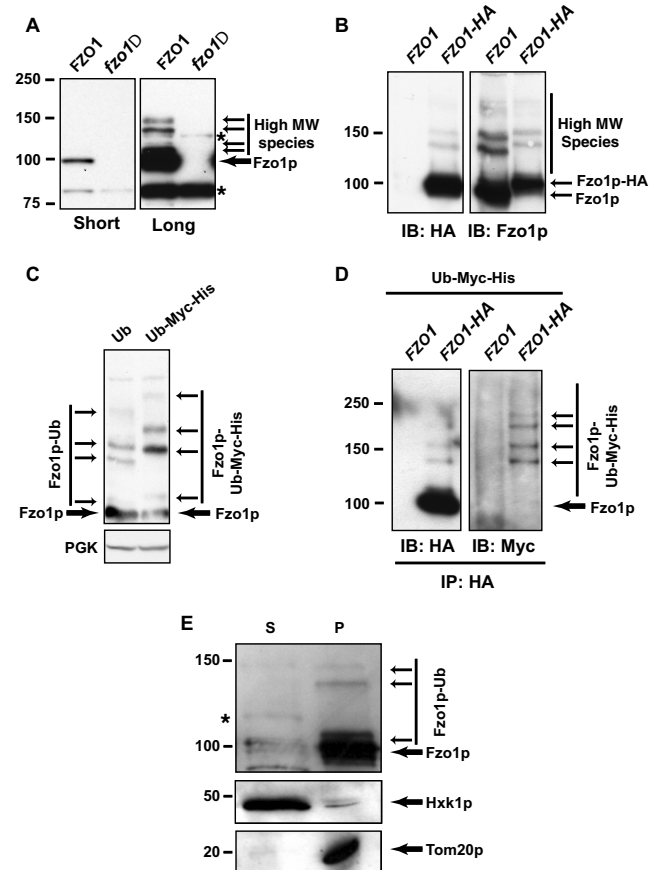 A
FZO1
fzo1D
250
150
100
75
High MW
species
*
Fzo1p
*
Short
Long
B
FZO1
FZO1-HA
FZO1
FZO1-HA
150
100
High MW
Species
Fzo1p-HA
Fzo1p
IB: HA
IB: Fzo1p
C
Ub
Ub-Myc-His
Fzo1p-Ub
Fzo1p-
Ub-Myc-His
Fzo1p
Fzo1p
PGK
D
Ub-Myc-His
FZO1
FZO1-HA
FZO1
FZO1-HA
250
150
100
Fzo1p-
Ub-Myc-His
Fzo1p
IB: HA
IB: Myc
IP: HA
E
S
P
150
*
100
Fzo1p-Ub
Fzo1p
50
Hxk1p
20
Tom20p